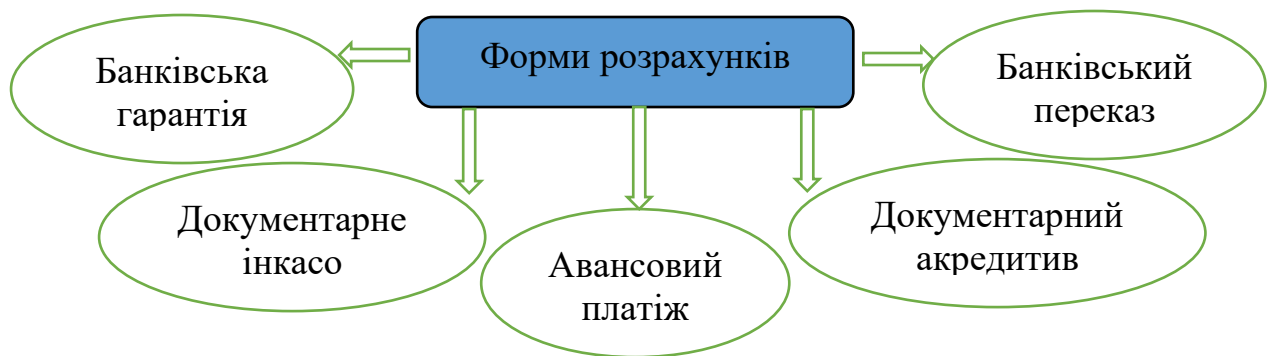 Форми розрахунків
Банківська
гарантія
Банківський
переказ
Документарне
інкасо
Авансовий
платіж
Документарний
акредитив